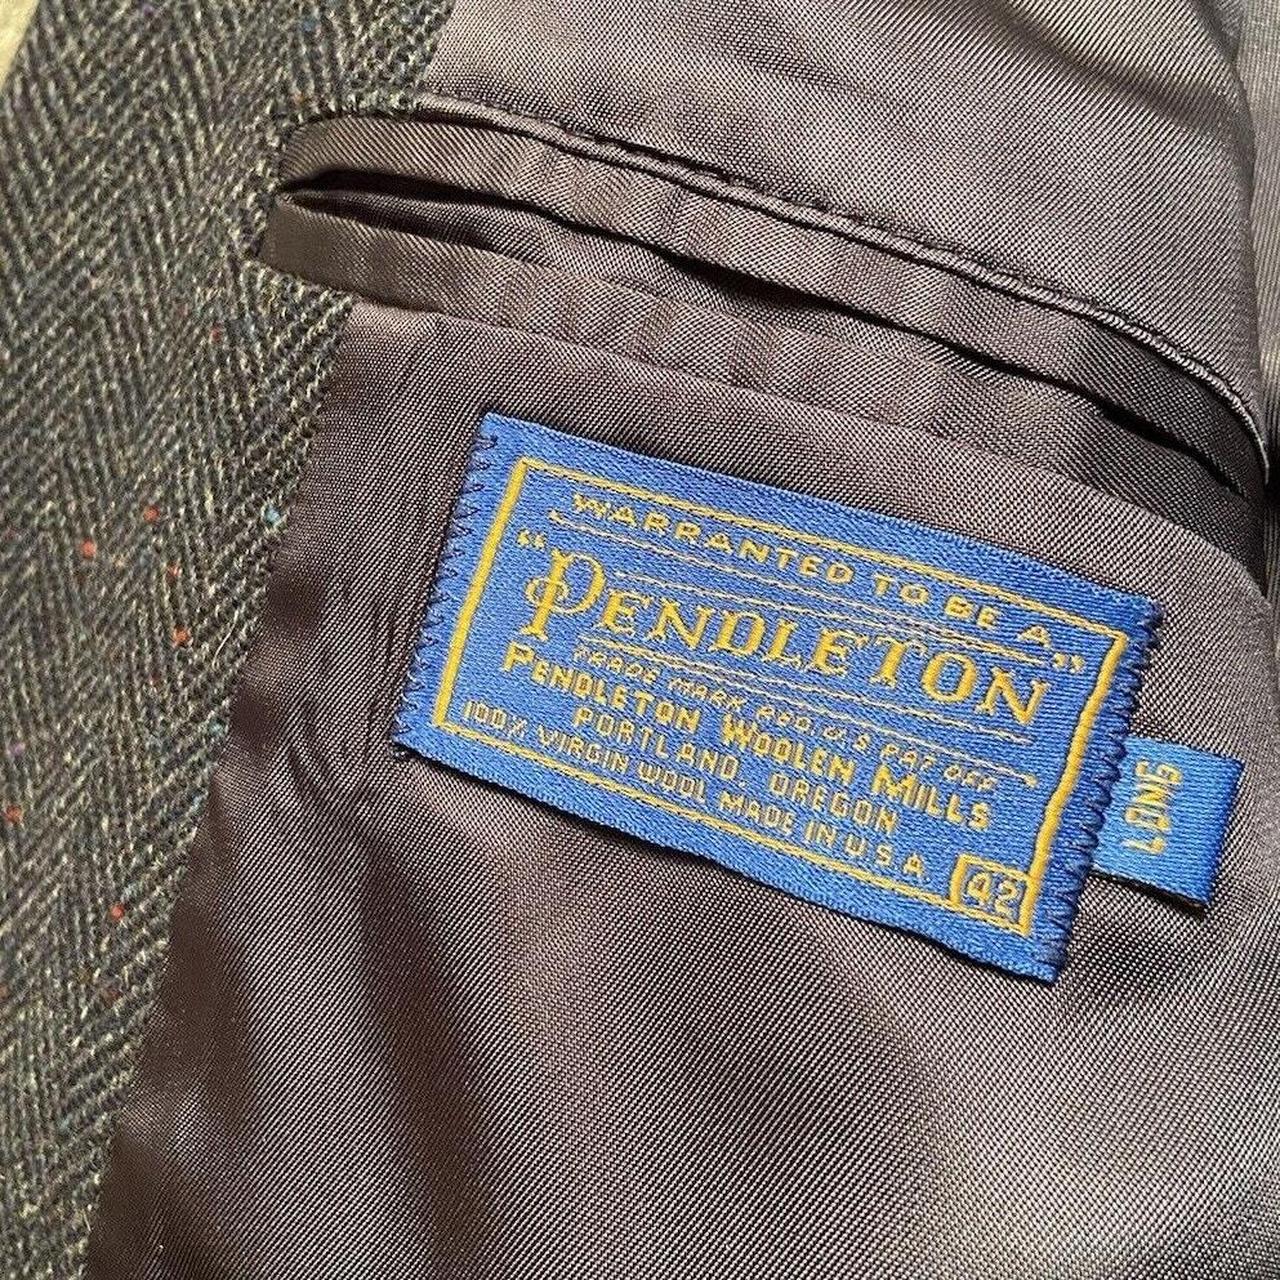 WARRANTED TO BE A
"PENDLETON"
TRADE MARK REG. U.S PAT OFF
PENDLETON WOOLEN MILLS
PORTLAND, OREGON
100% VIRGIN WOOL MADE IN U.S.A.
42
LONG